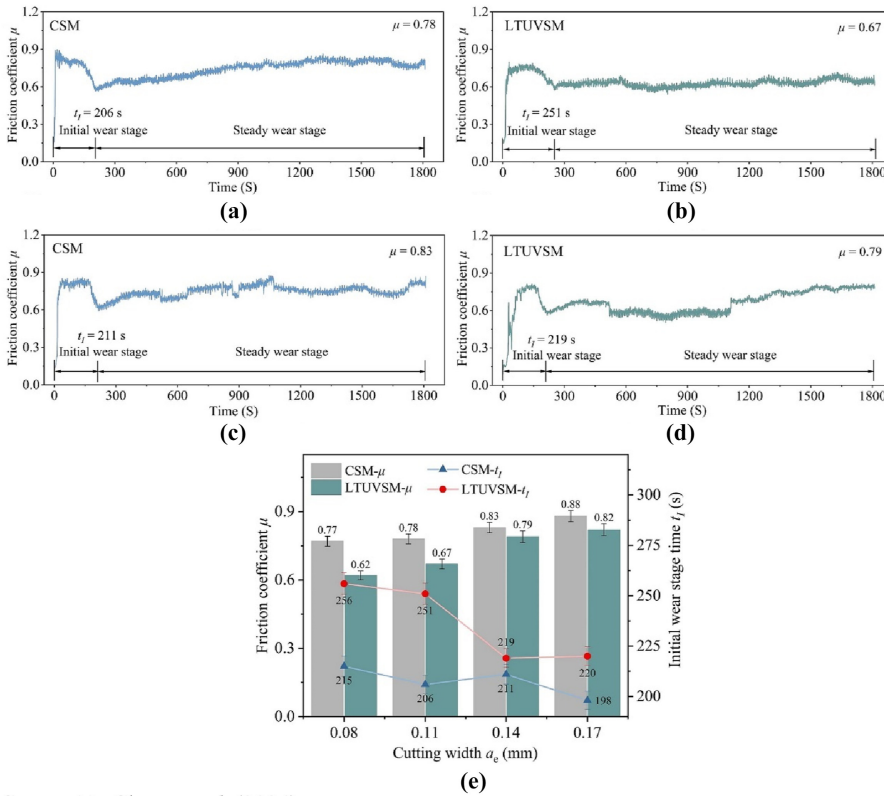 CSM
μ = 0.78
1.2
0.9
0.6
0.3
0.0
Friction coefficient μ
t_I = 206 s
Initial wear stage
Steady wear stage
300 600 900 1200 1500 1800
Time (S)
(a)
LTUVSM
μ = 0.67
1.2
0.9
0.6
0.3
0.0
Friction coefficient μ
t_I = 251 s
Initial wear stage
Steady wear stage
0 300 600 900 1200 1500 1800
Time (S)
(b)
CSM
μ = 0.83
1.2
0.9
0.6
0.3
0.0
Friction coefficient μ
t_I = 211 s
Initial wear stage
Steady wear stage
0 300 600 900 1200 1500 1800
Time (S)
(c)
LTUVSM
μ = 0.79
1.2
0.9
0.6
0.3
0.0
Friction coefficient μ
t_I = 219 s
Initial wear stage
Steady wear stage
0 300 600 900 1200 1500 1800
Time (S)
(d)
CSM-μ
CSM-t_I
LTUVSM-μ
LTUVSM-t_I
0.9
0.6
0.3
0.0
Friction coefficient μ
300
275
250
225
200
Initial wear stage time t_I (s)
0.77
0.62
0.78
0.67
0.83
0.79
0.88
0.82
256
251
219
220
215
206
211
198
0.08 0.11 0.14 0.17
Cutting width a_e (mm)
(e)